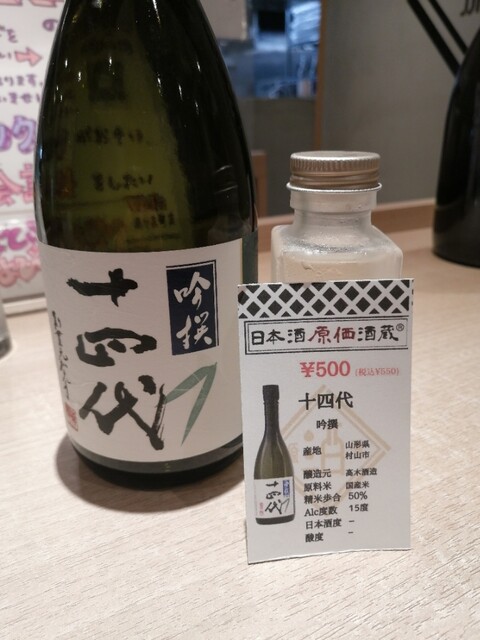 十四代
吟撰
日本酒原価酒蔵®
¥500 (税込¥550)
十四代
吟撰
産地 山形県
村山市
醸造元 高木酒造
原料米 国産米
精米歩合 50%
Alc度数 15度
日本酒度 −
酸度 −
十四代